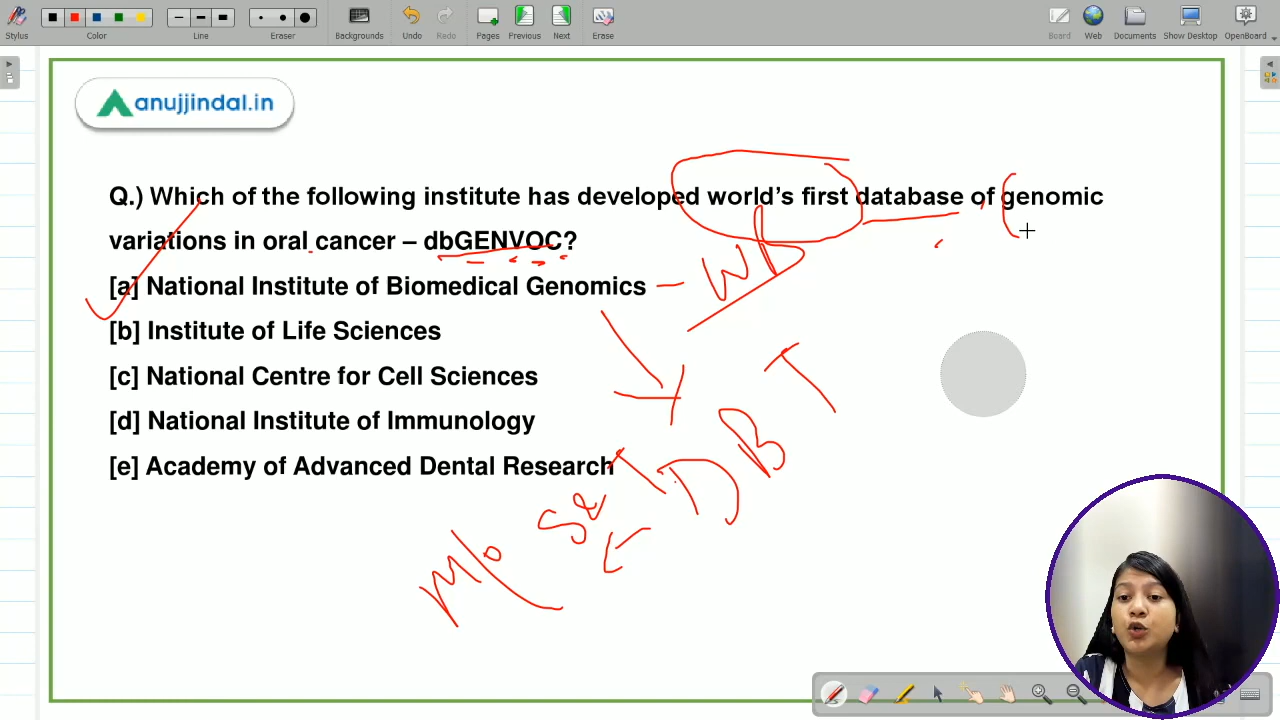 Stylus
Color
Line
Eraser
Backgrounds
Undo
Redo
Pages
Previous
Next
Erase
Board
Web
Documents
Show Desktop
OpenBoard
anujjindal.in
Q.) Which of the following institute has developed world's first database of genomic
variations in oral cancer – dbGENVOC?
[a] National Institute of Biomedical Genomics – WB
[b] Institute of Life Sciences
[c] National Centre for Cell Sciences
[d] National Institute of Immunology
[e] Academy of Advanced Dental Research
DBT
M/o S&T